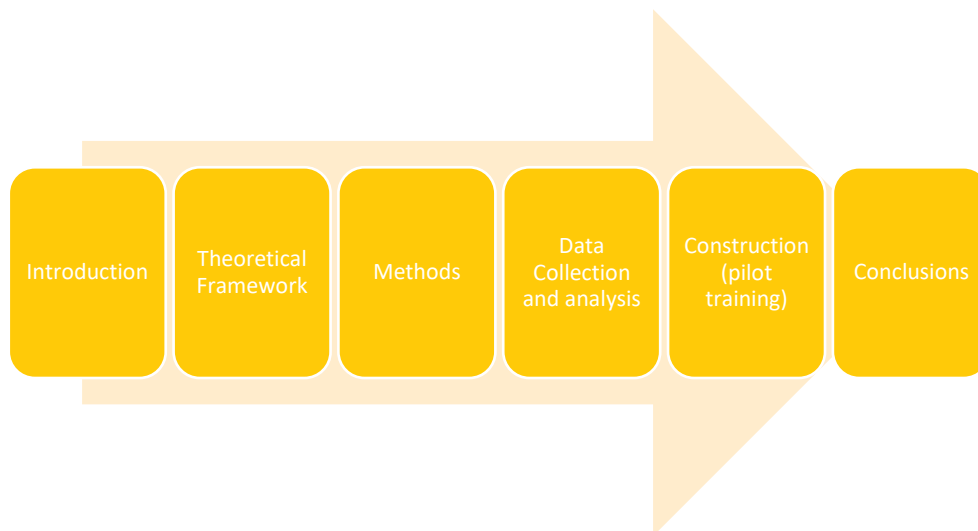 Introduction
Theoretical
Framework
Methods
Data
Collection
and analysis
Construction
(pilot
training)
Conclusions